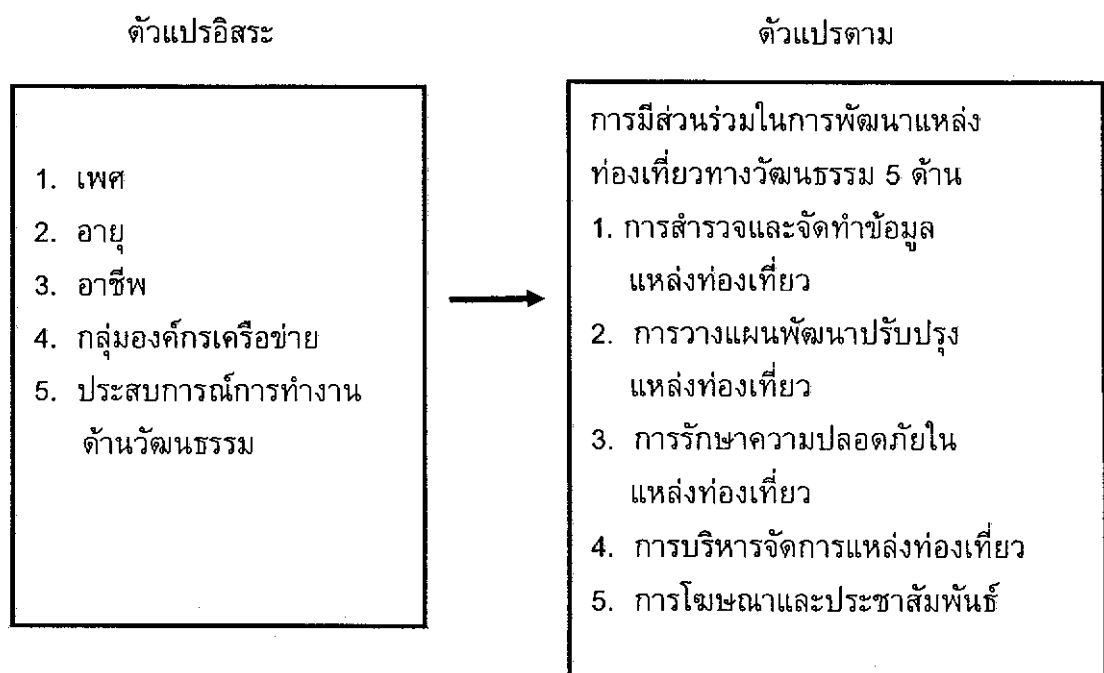 ตัวแปรอิสระ
1. เพศ
2. อายุ
3. อาชีพ
4. กลุ่มองค์กรเครือข่าย
5. ประสบการณ์การทำงาน
ด้านวัฒนธรรม
ตัวแปรตาม
การมีส่วนร่วมในการพัฒนาแหล่ง
ท่องเที่ยวทางวัฒนธรรม 5 ด้าน
1. การสำรวจและจัดทำข้อมูล
แหล่งท่องเที่ยว
2. การวางแผนพัฒนาปรับปรุง
แหล่งท่องเที่ยว
3. การรักษาความปลอดภัยใน
แหล่งท่องเที่ยว
4. การบริหารจัดการแหล่งท่องเที่ยว
5. การโฆษณาและประชาสัมพันธ์